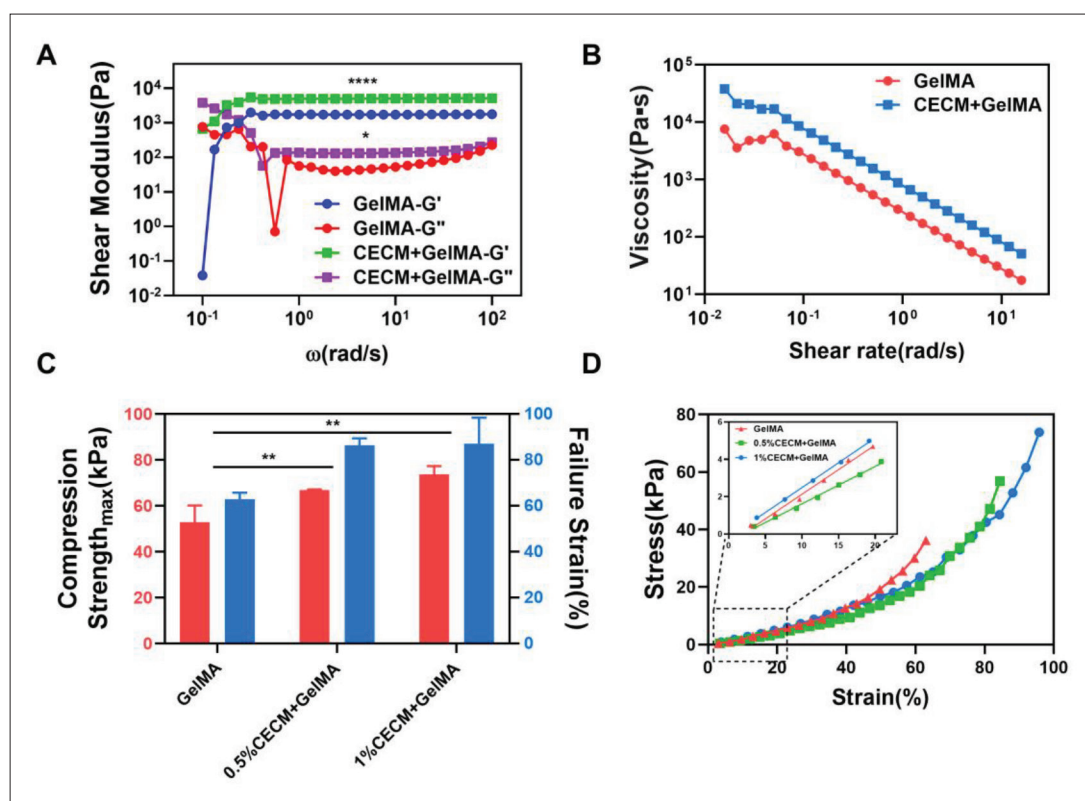 A
Shear Modulus(Pa)
10⁴
10³
10²
10¹
10⁰
10⁻¹
10⁻²
****
*
GelMA-G'
GelMA-G"
CECM+GelMA-G'
CECM+GelMA-G"
10⁻¹
10⁰
10¹
10²
ω(rad/s)
B
Viscosity(Pa▪s)
10⁵
10⁴
10³
10²
10¹
GelMA
CECM+GelMA
10⁻²
10⁻¹
10⁰
10¹
Shear rate(rad/s)
C
Compression
Strengthmax(kPa)
100
80
60
40
20
0
**
**
100
80
60
40
20
0
Failure Strain(%)
GelMA
0.5%CECM+GelMA
1%CECM+GelMA
D
Stress(kPa)
80
60
40
20
0
6
4
2
0
GelMA
0.5%CECM+GelMA
1%CECM+GelMA
0
5
10
15
20
0
20
40
60
80
100
Strain(%)